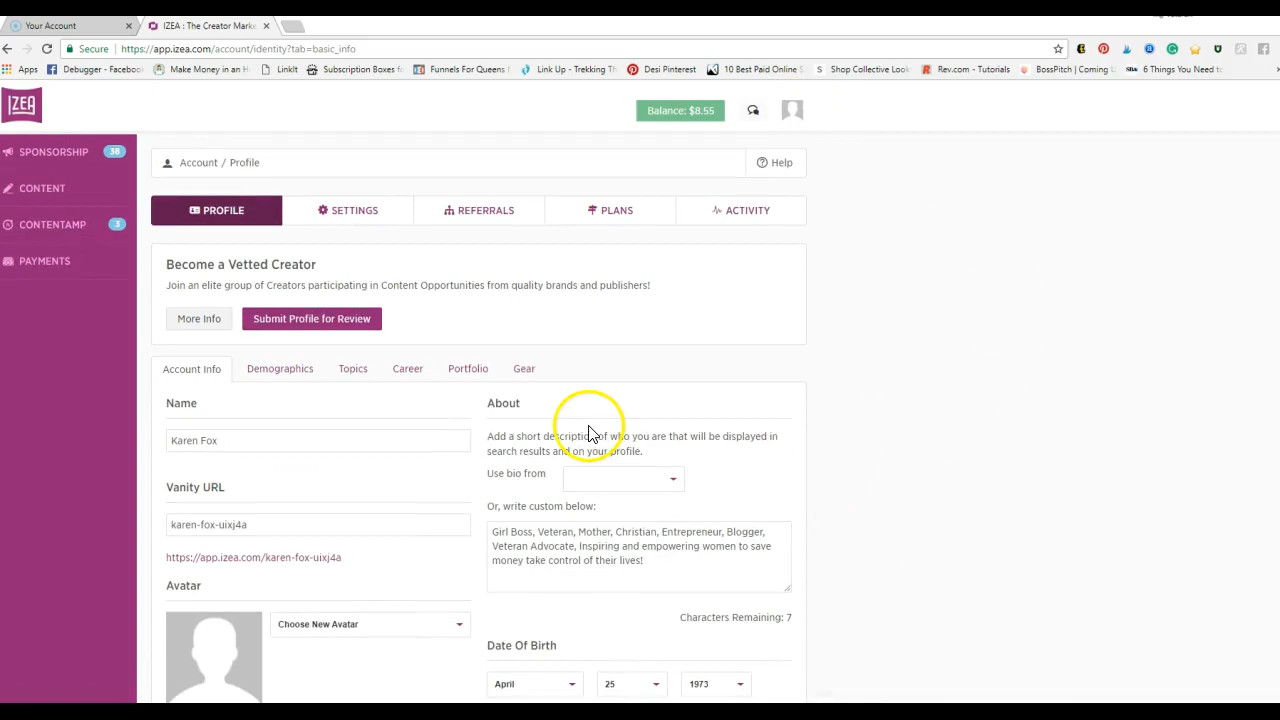 Your Account
IZEA : The Creator Marke
Secure
https://app.izea.com/account/identity?tab=basic_info
Apps
Debugger - Faceboo
Make Money in an H
LinkIt
Subscription Boxes fo
Funnels For Queens
Link Up - Trekking Th
Desi Pinterest
10 Best Paid Online S
Shop Collective Look
Rev.com - Tutorials
BossPitch | Coming U
6 Things You Need to
IZEA
Balance: $8.55
SPONSORSHIP 38
CONTENT
CONTENTAMP 3
PAYMENTS
Account / Profile
Help
PROFILE
SETTINGS
REFERRALS
PLANS
ACTIVITY
Become a Vetted Creator
Join an elite group of Creators participating in Content Opportunities from quality brands and publishers!
More Info
Submit Profile for Review
Account Info
Demographics
Topics
Career
Portfolio
Gear
Name
Karen Fox
Vanity URL
karen-fox-uixj4a
https://app.izea.com/karen-fox-uixj4a
Avatar
Choose New Avatar
About
Add a short description of who you are that will be displayed in
search results and on your profile.
Use bio from
Or, write custom below:
Girl Boss, Veteran, Mother, Christian, Entrepreneur, Blogger,
Veteran Advocate, Inspiring and empowering women to save
money take control of their lives!
Characters Remaining: 7
Date Of Birth
April
25
1973